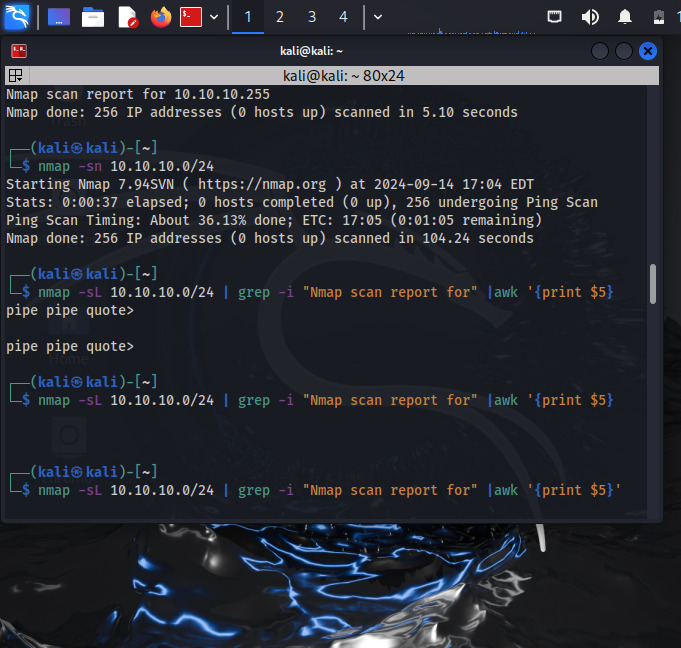 1 2 3 4
kali@kali: ~
kali@kali: ~ 80x24
Nmap scan report for 10.10.10.255
Nmap done: 256 IP addresses (0 hosts up) scanned in 5.10 seconds
┌──(kali㉿kali)-[~]
└─$ nmap -sn 10.10.10.0/24
Starting Nmap 7.94SVN ( https://nmap.org ) at 2024-09-14 17:04 EDT
Stats: 0:00:37 elapsed; 0 hosts completed (0 up), 256 undergoing Ping Scan
Ping Scan Timing: About 36.13% done; ETC: 17:05 (0:01:05 remaining)
Nmap done: 256 IP addresses (0 hosts up) scanned in 104.24 seconds
┌──(kali㉿kali)-[~]
└─$ nmap -sL 10.10.10.0/24 | grep -i "Nmap scan report for" |awk '{print $5}
pipe pipe quote>
pipe pipe quote>
Home
┌──(kali㉿kali)-[~]
└─$ nmap -sL 10.10.10.0/24 | grep -i "Nmap scan report for" |awk '{print $5}
┌──(kali㉿kali)-[~]
└─$ nmap -sL 10.10.10.0/24 | grep -i "Nmap scan report for" |awk '{print $5}'